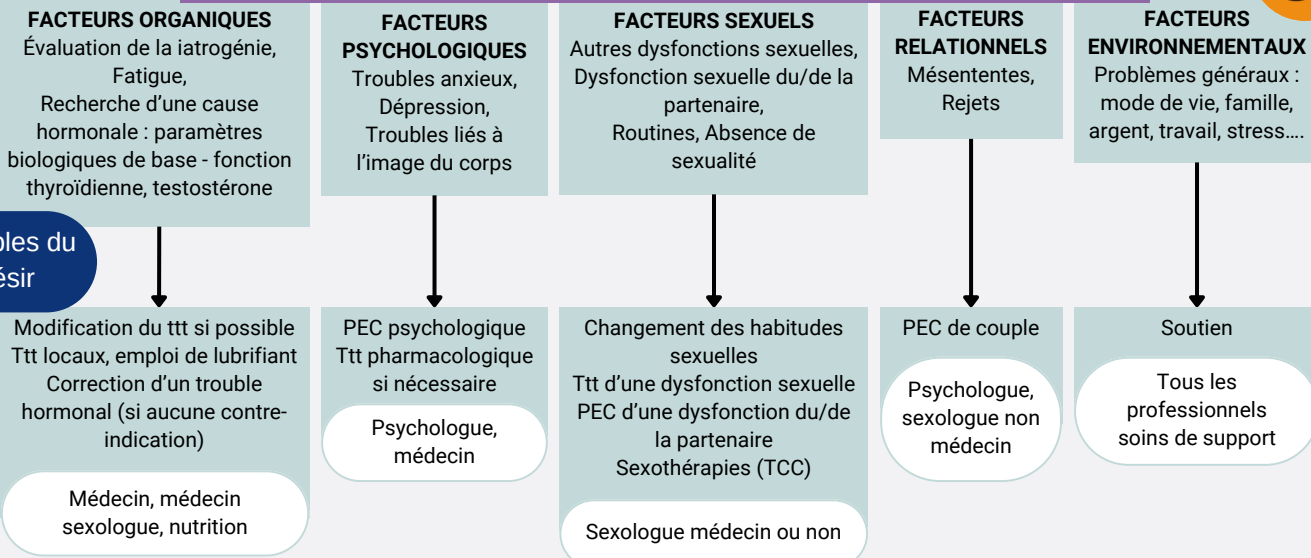 FACTEURS ORGANIQUES
Évaluation de la iatrogénie,
Fatigue,
Recherche d'une cause
hormonale : paramètres
biologiques de base - fonction
thyroïdienne, testostérone
FACTEURS
PSYCHOLOGIQUES
Troubles anxieux,
Dépression,
Troubles liés à
l'image du corps
FACTEURS SEXUELS
Autres dysfonctions sexuelles,
Dysfonction sexuelle du/de la
partenaire,
Routines, Absence de
sexualité
FACTEURS
RELATIONNELS
Mésententes,
Rejets
FACTEURS
ENVIRONNEMENTAUX
Problèmes généraux :
mode de vie, famille,
argent, travail, stress....
du
Modification du ttt si possible
Ttt locaux, emploi de lubrifiant
Correction d'un trouble
hormonal (si aucune contre-
indication)
Médecin, médecin
sexologue, nutrition
PEC psychologique
Ttt pharmacologique
si nécessaire
Psychologue,
médecin
Changement des habitudes
sexuelles
Ttt d'une dysfonction sexuelle
PEC d'une dysfonction du/de
la partenaire
Sexothérapies (TCC)
Sexologue médecin ou non
PEC de couple
Psychologue,
sexologue non
médecin
Soutien
Tous les
professionnels
soins de support